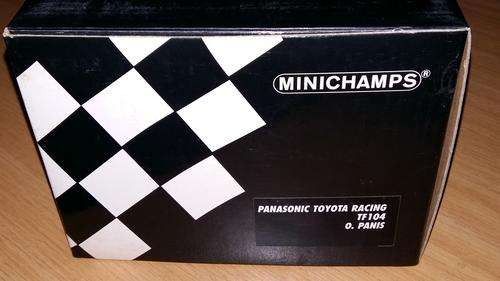 MINICHAMPS®
PANASONIC TOYOTA RACING
TF104
O. PANIS